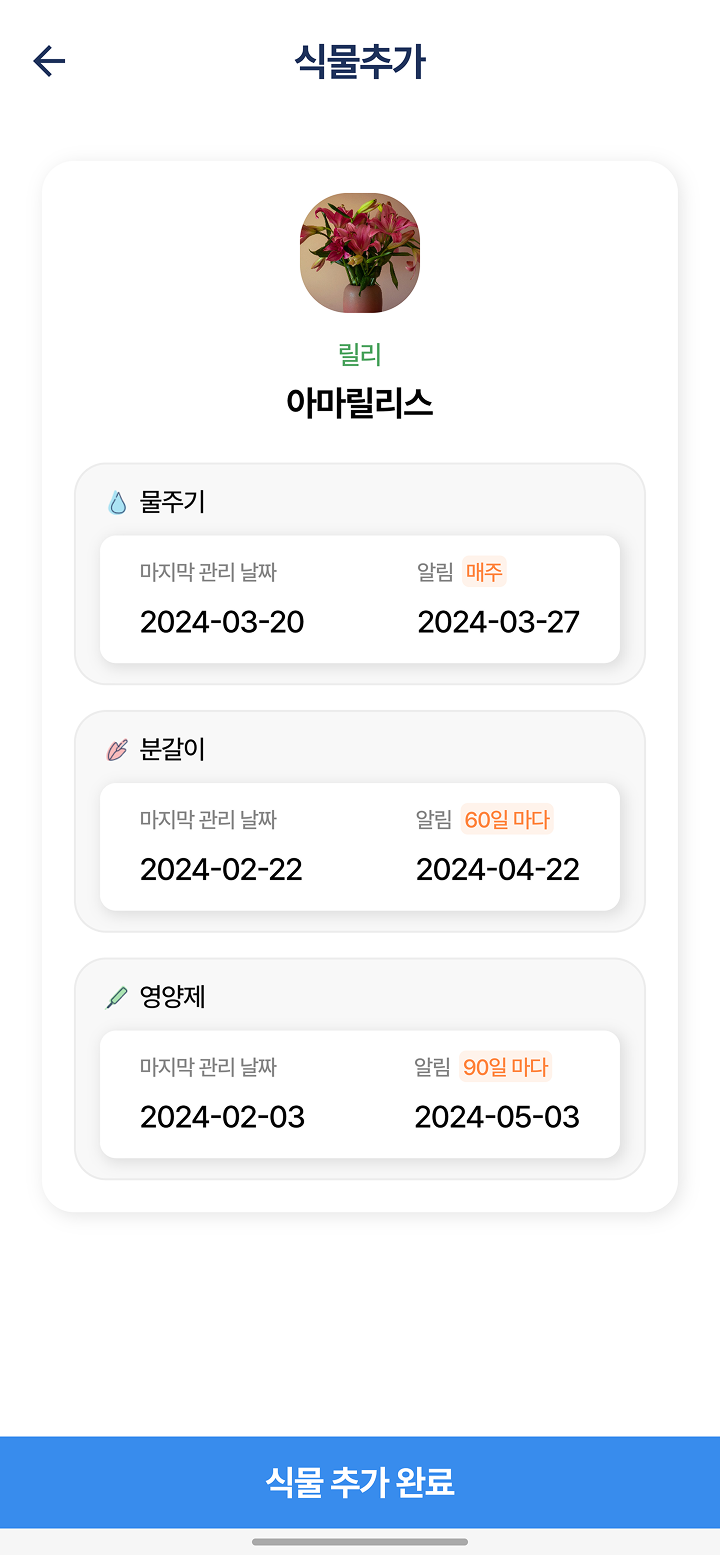 식물추가
릴리
아마릴리스
물주기
마지막 관리 날짜 알림 매주
2024-03-20 2024-03-27
분갈이
마지막 관리 날짜 알림 60일 마다
2024-02-22 2024-04-22
영양제
마지막 관리 날짜 알림 90일 마다
2024-02-03 2024-05-03
식물 추가 완료